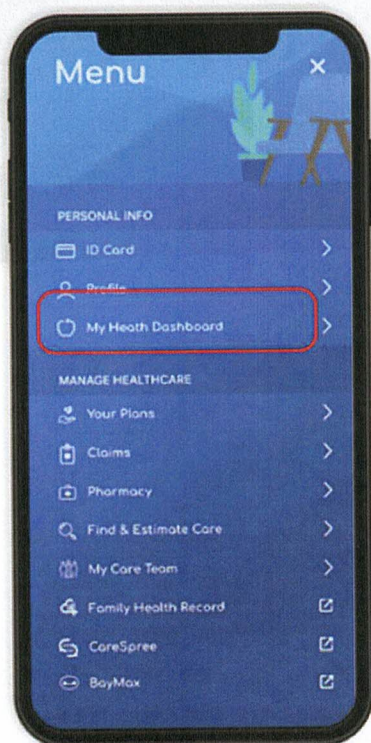 Menu
PERSONAL INFO
ID Card
Profile
My Heath Dashboard
MANAGE HEALTHCARE
Your Plans
Claims
Pharmacy
Find & Estimate Care
My Care Team
Family Health Record
CareSpree
BayMax